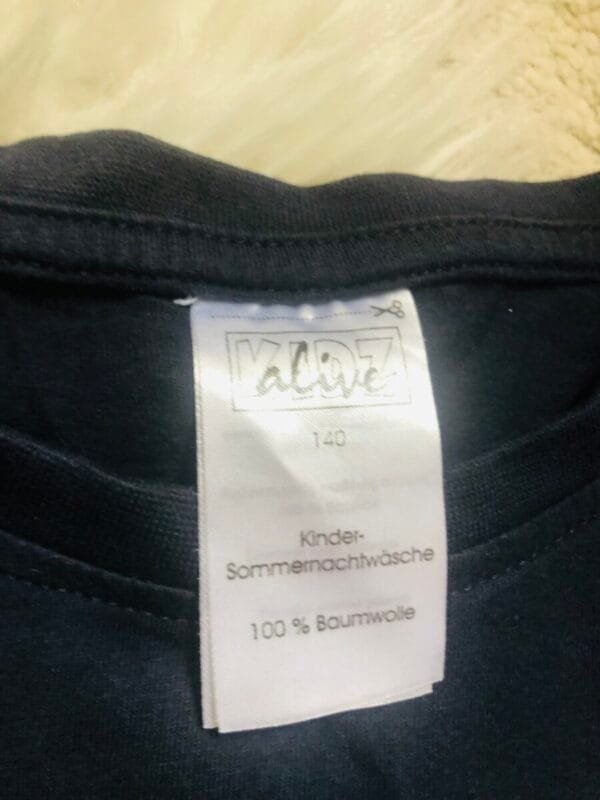 KIDZ
alive
140
Kinder-
Sommernachtwäsche
100 % Baumwolle